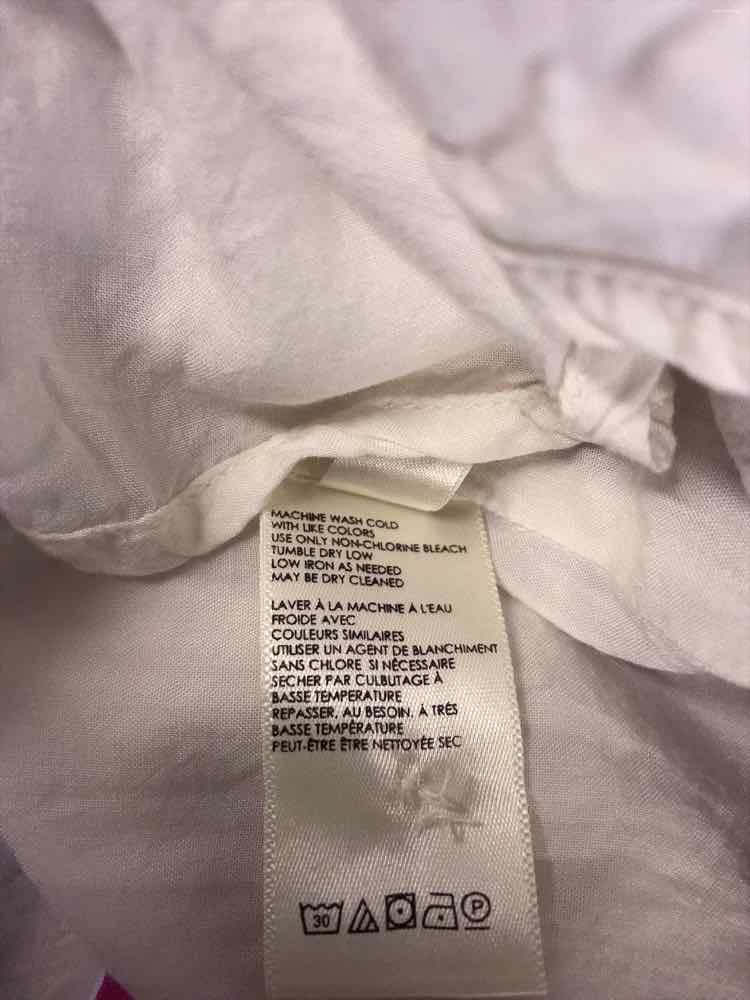 MACHINE WASH COLD
WITH LIKE COLORS
USE ONLY NON-CHLORINE BLEACH
TUMBLE DRY LOW
LOW IRON AS NEEDED
MAY BE DRY CLEANED
LAVER À LA MACHINE À L'EAU
FROIDE AVEC
COULEURS SIMILAIRES
UTILISER UN AGENT DE BLANCHIMENT
SANS CHLORE SI NÉCESSAIRE
SECHER PAR CULBUTAGE À
BASSE TEMPERATURE
REPASSER, AU BESOIN, À TRÉS
BASSE TEMPÉRATURE
PEUT-ÊTRE ÊTRE NETTOYÉE SEC
30 P